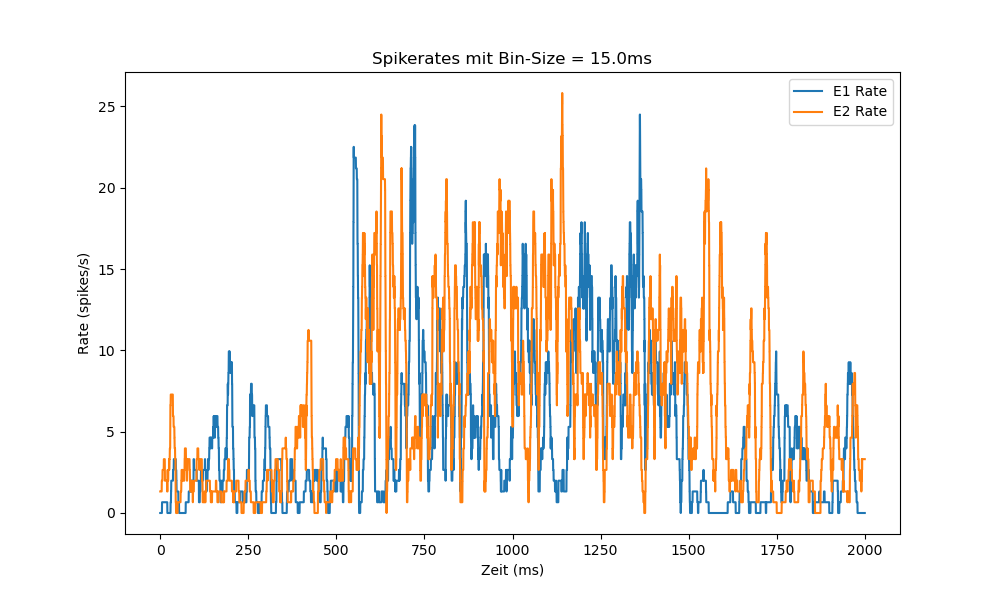 Spikerates mit Bin-Size = 15.0ms
E1 Rate
E2 Rate
25
20
15
10
5
0
Rate (spikes/s)
0 250 500 750 1000 1250 1500 1750 2000
Zeit (ms)